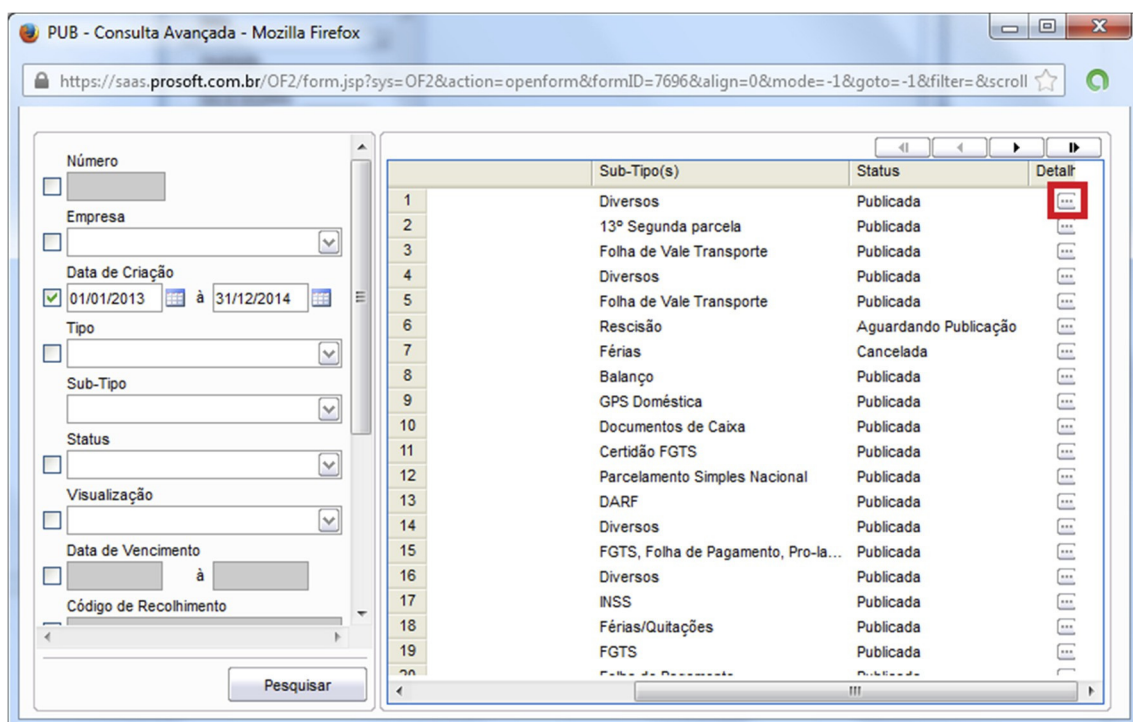 PUB - Consulta Avançada - Mozilla Firefox
https://saas.prosoft.com.br/OF2/form.jsp?sys=OF2&action=openform&formID=7696&align=0&mode=-1&goto=-1&filter=&scroll
Número
Empresa
Data de Criação
01/01/2013 à 31/12/2014
Tipo
Sub-Tipo
Status
Visualização
Data de Vencimento
à
Código de Recolhimento
Pesquisar
Sub-Tipo(s) Status Detalh
1 Diversos Publicada ...
2 13º Segunda parcela Publicada ...
3 Folha de Vale Transporte Publicada ...
4 Diversos Publicada ...
5 Folha de Vale Transporte Publicada ...
6 Rescisão Aguardando Publicação ...
7 Férias Cancelada ...
8 Balanço Publicada ...
9 GPS Doméstica Publicada ...
10 Documentos de Caixa Publicada ...
11 Certidão FGTS Publicada ...
12 Parcelamento Simples Nacional Publicada ...
13 DARF Publicada ...
14 Diversos Publicada ...
15 FGTS, Folha de Pagamento, Pro-la... Publicada ...
16 Diversos Publicada ...
17 INSS Publicada ...
18 Férias/Quitações Publicada ...
19 FGTS Publicada ...
20 Folha de Pagamento Publicada